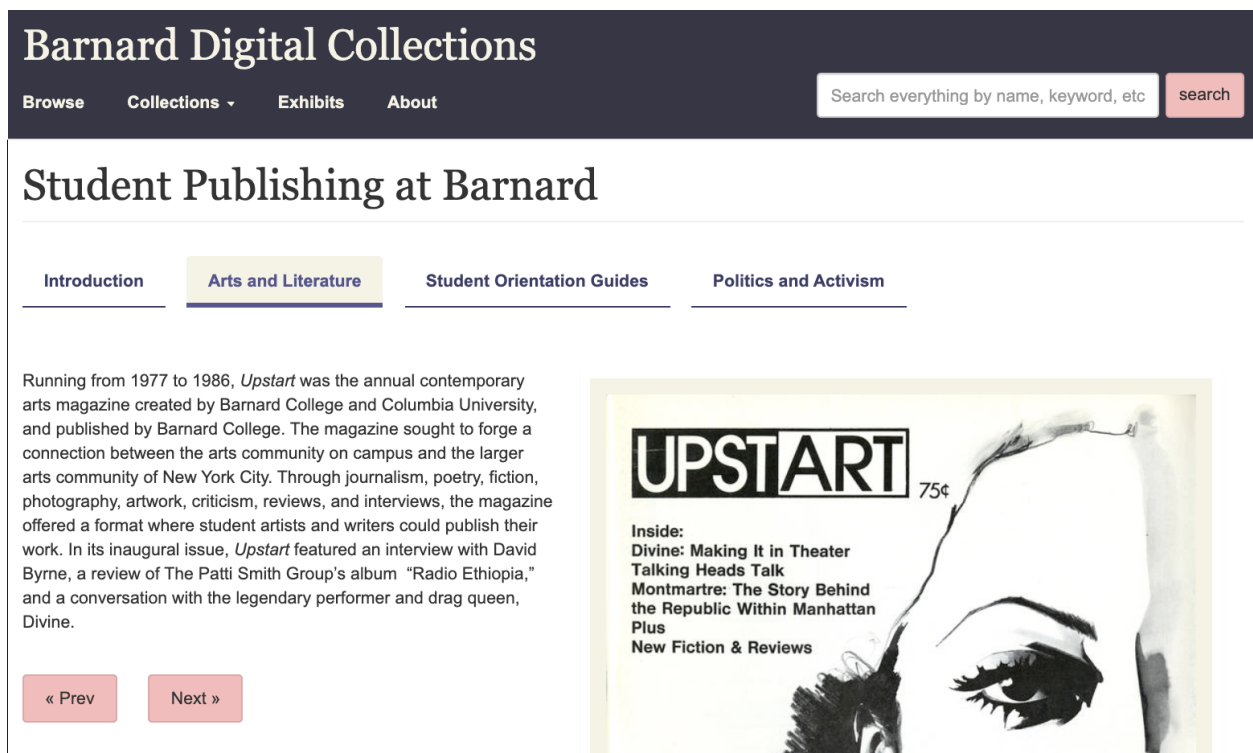 Barnard Digital Collections
Browse Collections Exhibits About
Search everything by name, keyword, etc
search
Student Publishing at Barnard
Introduction Arts and Literature Student Orientation Guides Politics and Activism
Running from 1977 to 1986, Upstart was the annual contemporary
arts magazine created by Barnard College and Columbia University,
and published by Barnard College. The magazine sought to forge a
connection between the arts community on campus and the larger
arts community of New York City. Through journalism, poetry, fiction,
photography, artwork, criticism, reviews, and interviews, the magazine
offered a format where student artists and writers could publish their
work. In its inaugural issue, Upstart featured an interview with David
Byrne, a review of The Patti Smith Group’s album “Radio Ethiopia,”
and a conversation with the legendary performer and drag queen,
Divine.
« Prev Next »
UPSTART 75¢
Inside:
Divine: Making It in Theater
Talking Heads Talk
Montmartre: The Story Behind
the Republic Within Manhattan
Plus
New Fiction & Reviews